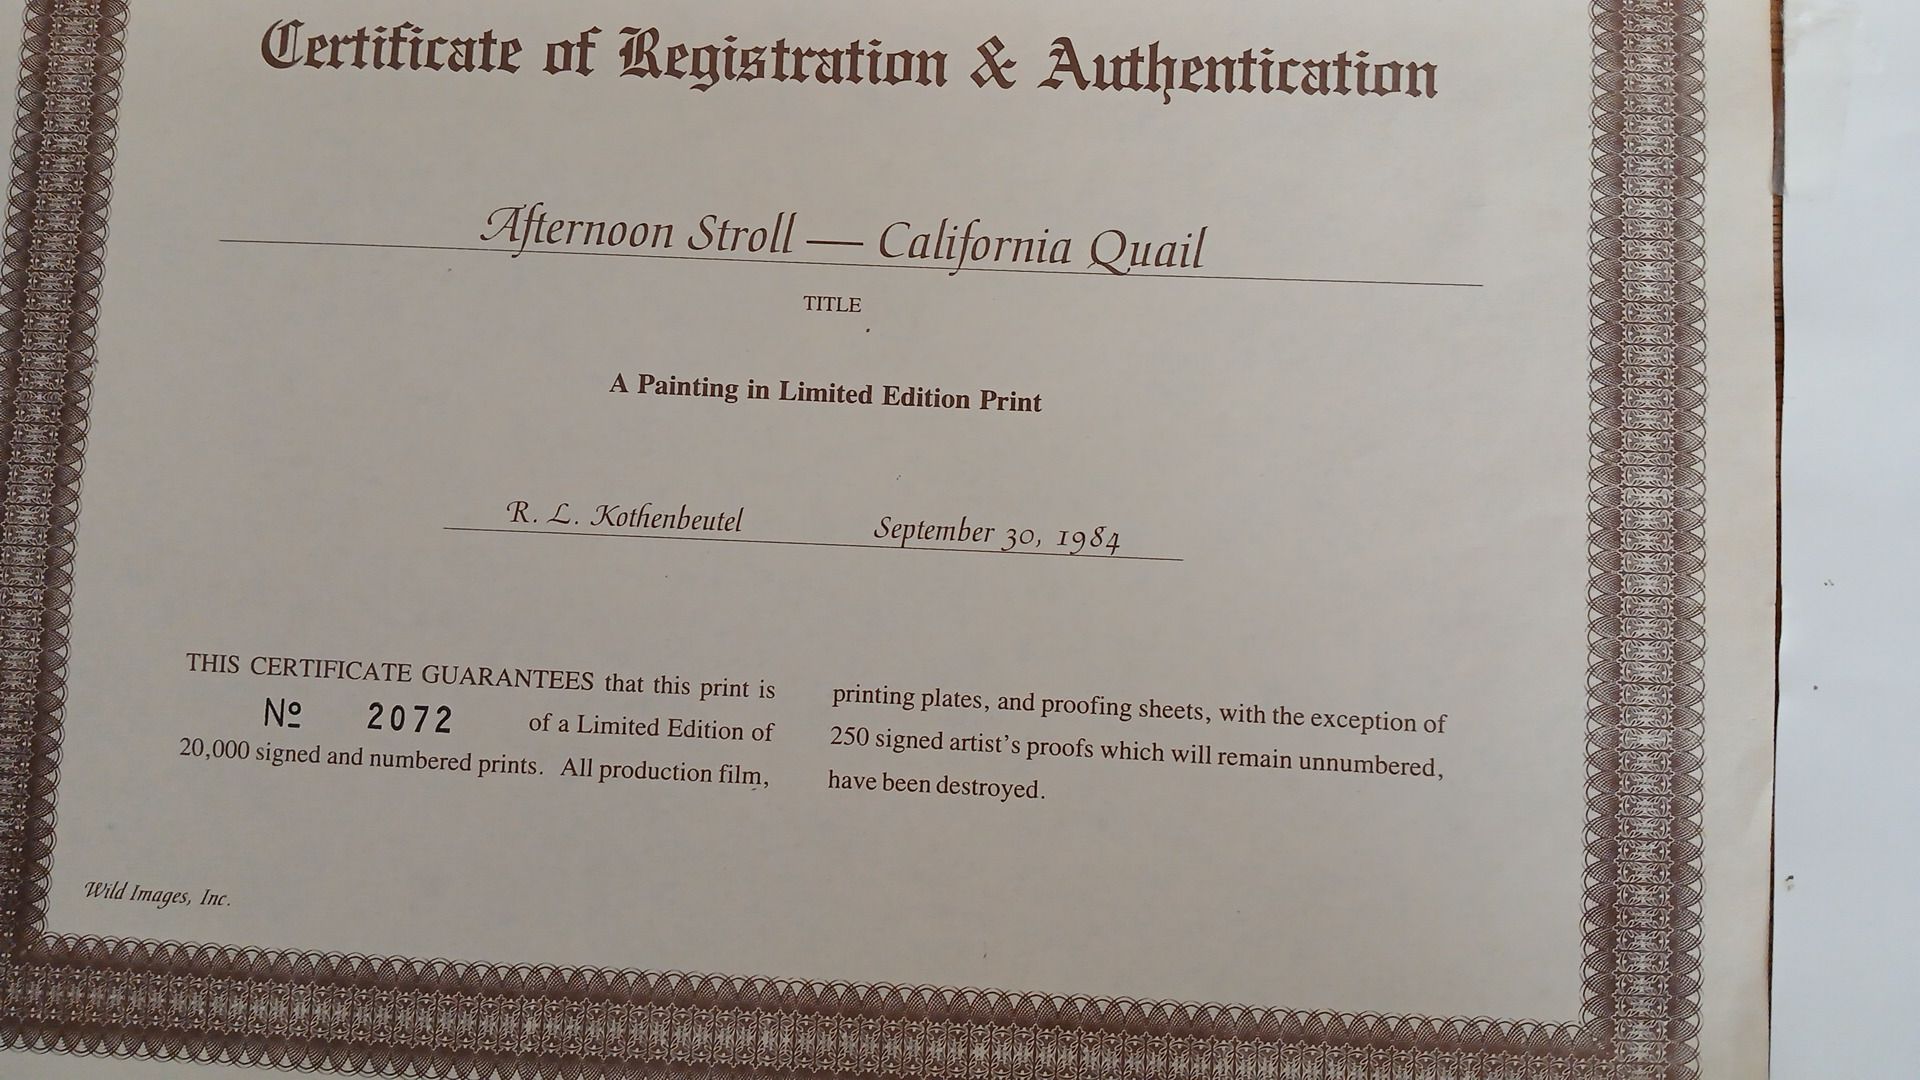 Certificate of Registration & Authentication
Afternoon Stroll — California Quail
TITLE
A Painting in Limited Edition Print
R. L. Kothenbeutel September 30, 1984
THIS CERTIFICATE GUARANTEES that this print is
Nº 2072 of a Limited Edition of
20,000 signed and numbered prints. All production film,
printing plates, and proofing sheets, with the exception of
250 signed artist's proofs which will remain unnumbered,
have been destroyed.
Wild Images, Inc.